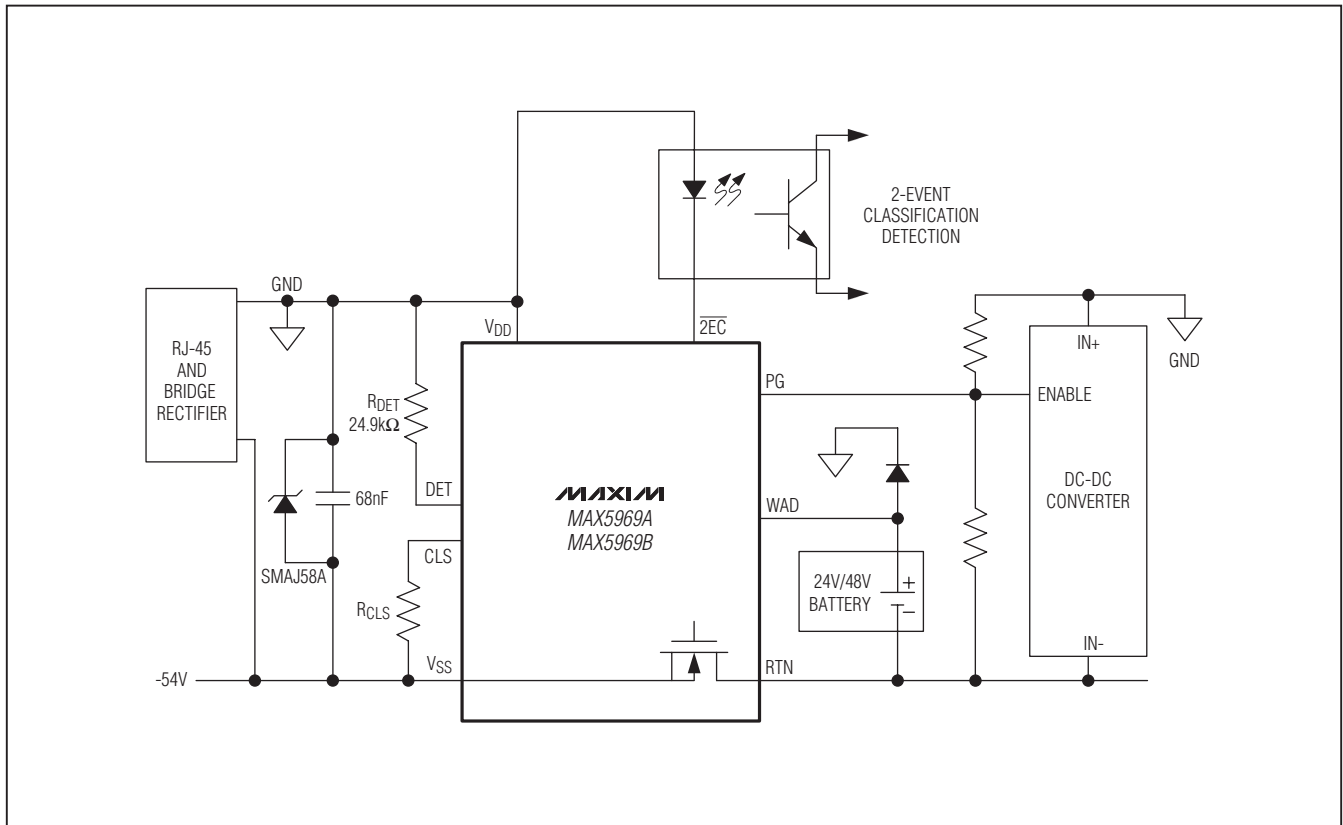 2-EVENT
CLASSIFICATION
DETECTION
GND
VDD
2EC
RJ-45
AND
BRIDGE
RECTIFIER
RDET
24.9kΩ
PG
IN+
GND
ENABLE
DET
68nF
SMAJ58A
MAXIM
MAX5969A
MAX5969B
WAD
DC-DC
CONVERTER
CLS
RCLS
24V/48V
BATTERY
+
−
-54V
VSS
RTN
IN-